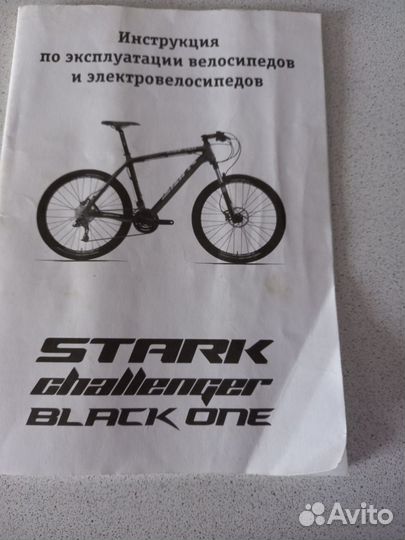 Инструкция
по эксплуатации велосипедов
и электровелосипедов
STARK
challenger
BLACK ONE
Avito